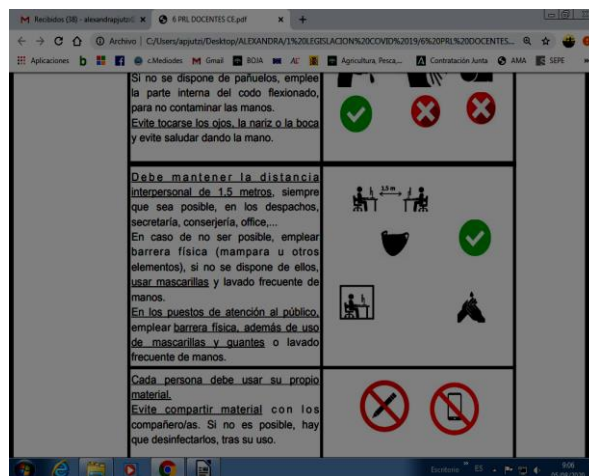 Recibidos (38) - alexandrapjutzi
6 PRL DOCENTES CE.pdf
Archivo | C:/Users/apjutzi/Desktop/ALEXANDRA/1%20LEGISLACION%20COVID%2019/6%20PRL%20DOCENTES...
Aplicaciones
c.Mediodes
Gmail
BOJA
Agricultura, Pesca,...
Contratación Junta
AMA
SEPE
Si no se dispone de pañuelos, emplee
la parte interna del codo flexionado,
para no contaminar las manos.
Evite tocarse los ojos, la nariz o la boca
y evite saludar dando la mano.
Debe mantener la distancia
interpersonal de 1.5 metros, siempre
que sea posible, en los despachos,
secretaría, conserjería, office,...
En caso de no ser posible, emplear
barrera física (mampara u otros
elementos), si no se dispone de ellos,
usar mascarillas y lavado frecuente de
manos.
En los puestos de atención al público,
emplear barrera física, además de uso
de mascarillas y guantes o lavado
frecuente de manos.
1,5 m
Cada persona debe usar su propio
material.
Evite compartir material con los
compañero/as. Si no es posible, hay
que desinfectarlos, tras su uso.
Escritorio
ES
9:06